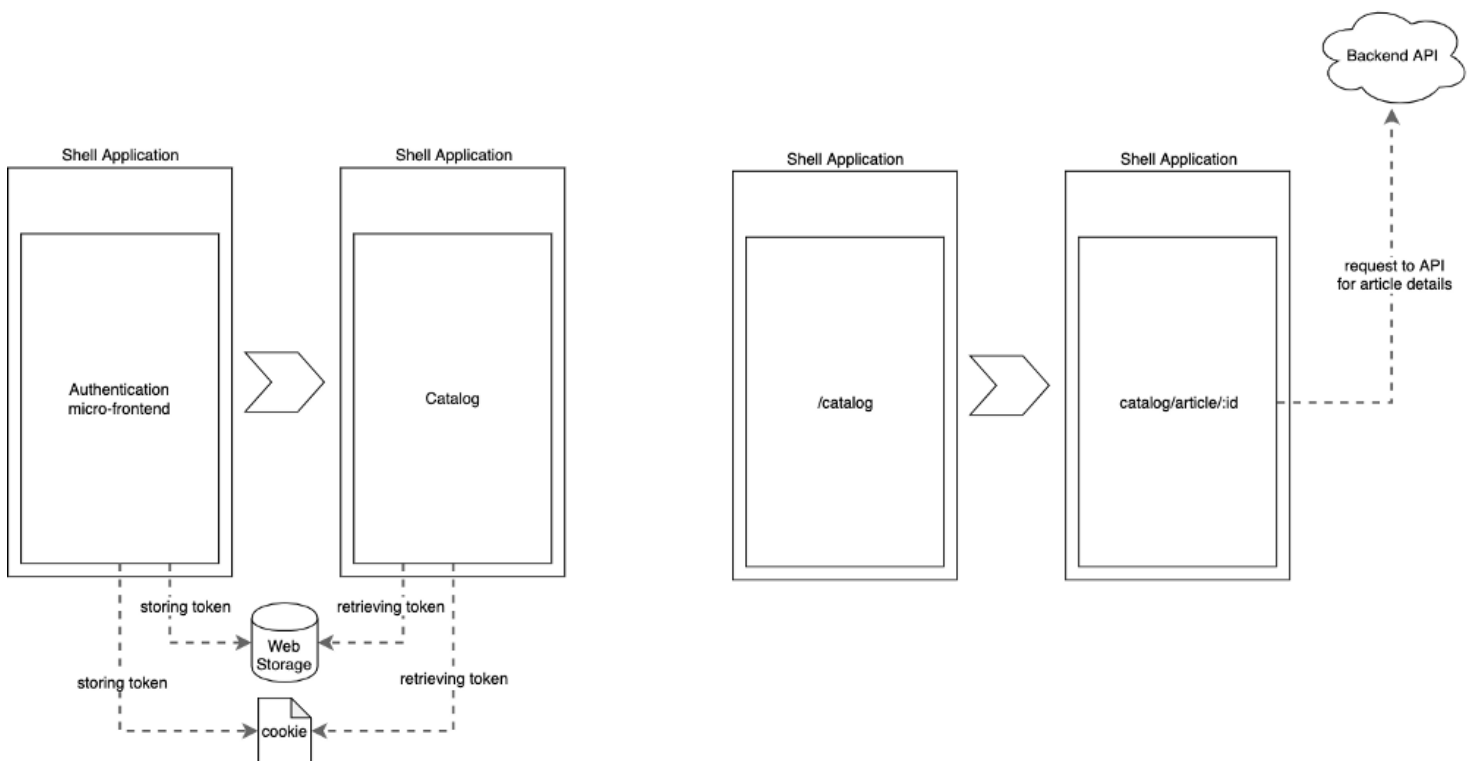 Backend API
Shell Application
Shell Application
Shell Application
Shell Application
request to API
for article details
Authentication
micro-frontend
Catalog
/catalog
catalog/article/:id
storing token
retrieving token
Web
Storage
storing token
retrieving token
cookie